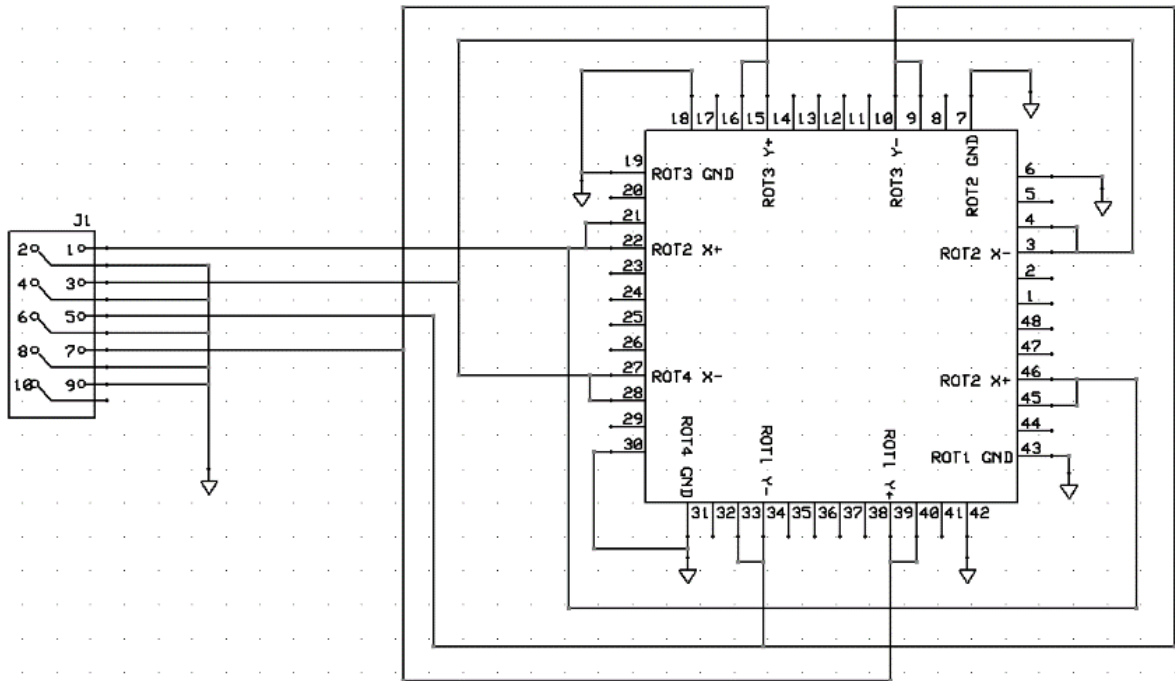 18 17 16 15 14 13 12 11 10 9 8 7
ROT3 Y+
ROT3 Y-
ROT2 GND
19 ROT3 GND
20
21
22 ROT2 X+
23
24
25
26
27 ROT4 X-
28
29
30
6
5
4
3 ROT2 X-
2
1
48
47
46 ROT2 X+
45
44
43 ROT1 GND
ROT4 GND
ROT1 Y-
ROT1 Y+
31 32 33 34 35 36 37 38 39 40 41 42
J1
2 1
4 3
6 5
8 7
10 9